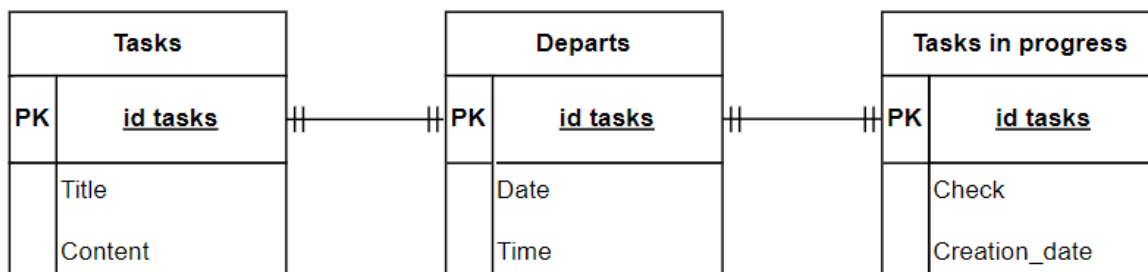 Tasks
PK id tasks
Title
Content
Departs
PK id tasks
Date
Time
Tasks in progress
PK id tasks
Check
Creation_date